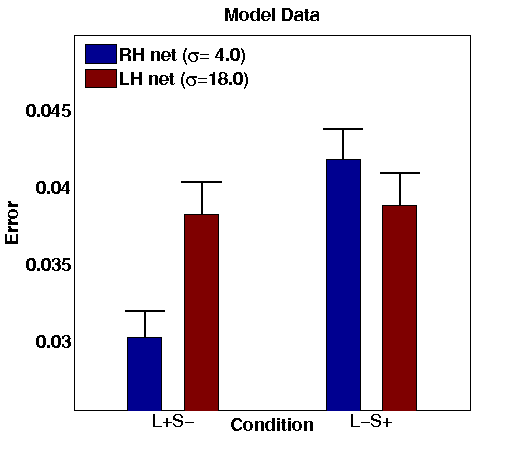 Model Data
RH net (σ= 4.0)
LH net (σ=18.0)
0.045
0.04
0.035
0.03
Error
L+S−
L−S+
Condition